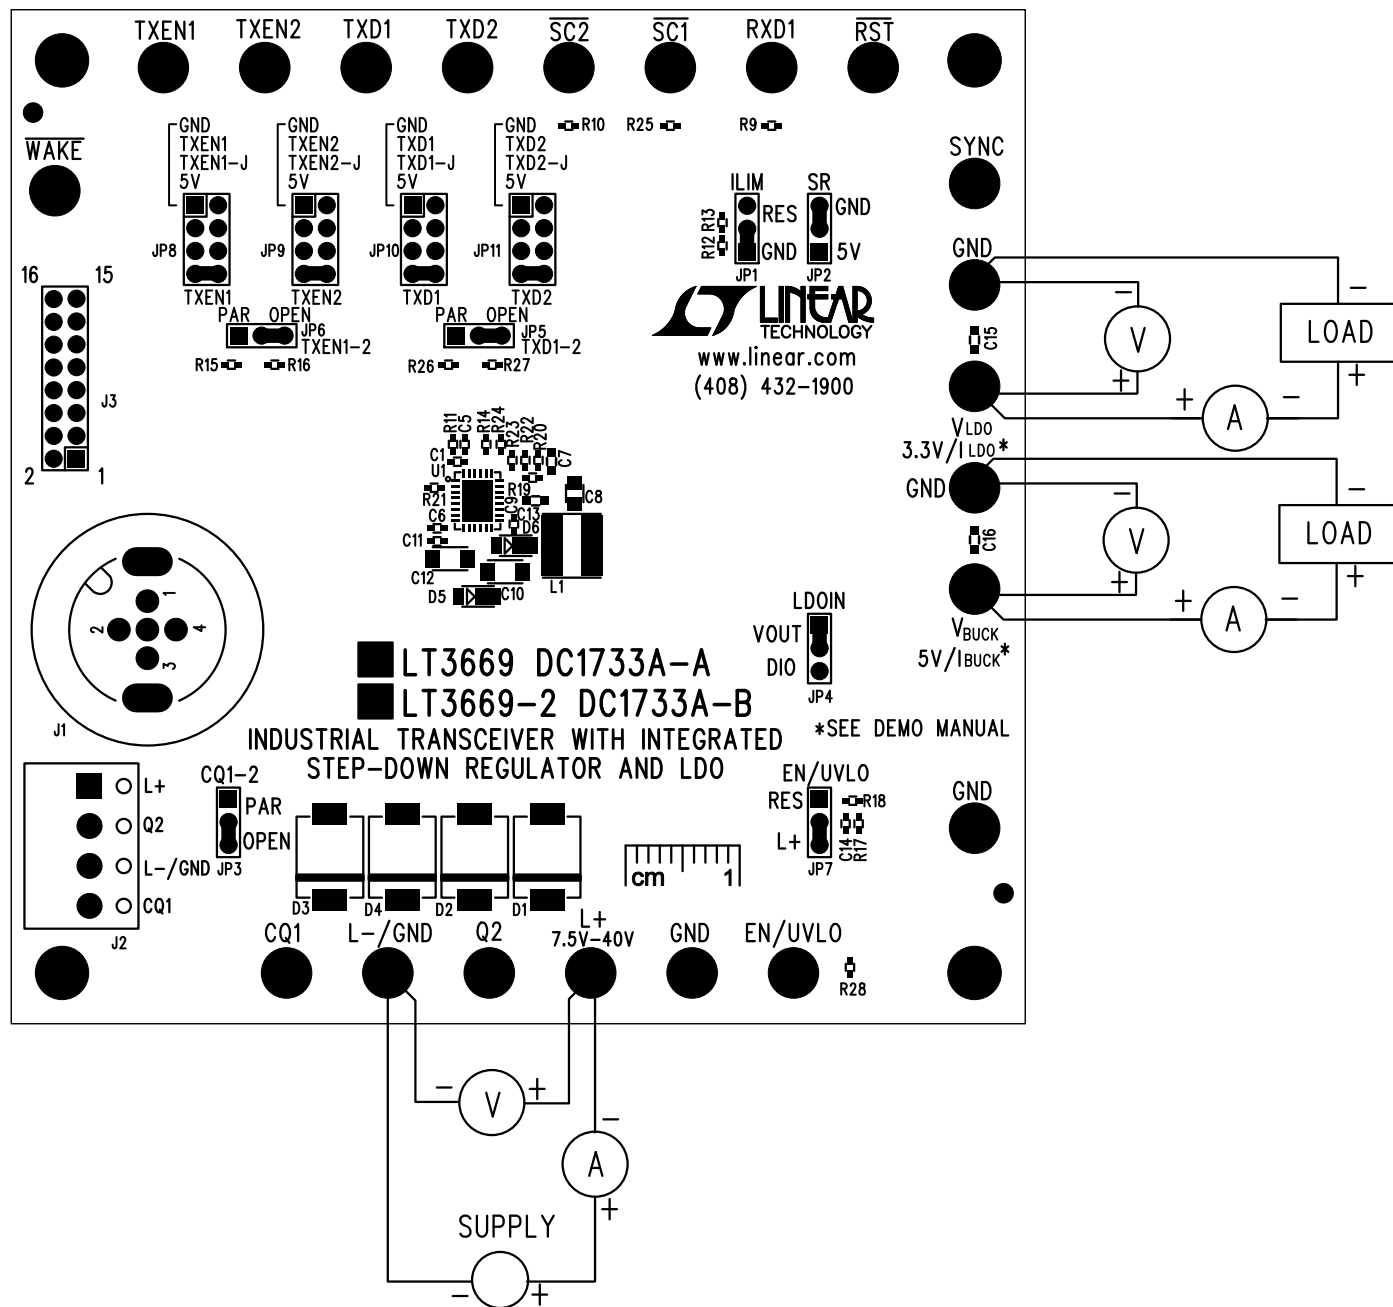 TXEN1 TXEN2 TXD1 TXD2 SC2 SC1 RXD1 RST
R10 R25 R9
WAKE
SYNC
GND
TXEN1
TXEN1-J
5V
JP8
TXEN1
GND
TXEN2
TXEN2-J
5V
JP9
TXEN2
GND
TXD1
TXD1-J
5V
JP10
TXD1
GND
TXD2
TXD2-J
5V
JP11
TXD2
ILIM
RES
GND
R13
R12
JP1
SR
GND
5V
JP2
PAR OPEN
JP6
TXEN1-2
R15 R16
PAR OPEN
JP5
TXD1-2
R26 R27
LINEAR
TECHNOLOGY
www.linear.com
(408) 432-1900
16 15
J3
2 1
GND
C15
VLDO
3.3V/ILDO*
- V +
+ A -
- LOAD +
GND
C16
VBUCK
5V/IBUCK*
- V +
+ A -
- LOAD +
R11 C5 R14 R24 R23 R22 R20 C7
C1
U1
R21
R19
C9
C8
C6
C13
D6
C11
C12
C10
L1
D5
1
2 4
3
J1
LDOIN
VOUT
DIO
JP4
LT3669 DC1733A-A
LT3669-2 DC1733A-B
INDUSTRIAL TRANSCEIVER WITH INTEGRATED
STEP-DOWN REGULATOR AND LDO
*SEE DEMO MANUAL
L+
Q2
L-/GND
CQ1
J2
CQ1-2
PAR
OPEN
JP3
D3 D4 D2 D1
cm 1
EN/UVLO
RES
L+
JP7
R18
C14
R17
GND
CQ1 L-/GND Q2 L+
7.5V-40V
GND EN/UVLO
R28
- V +
-
A
+
SUPPLY
- +